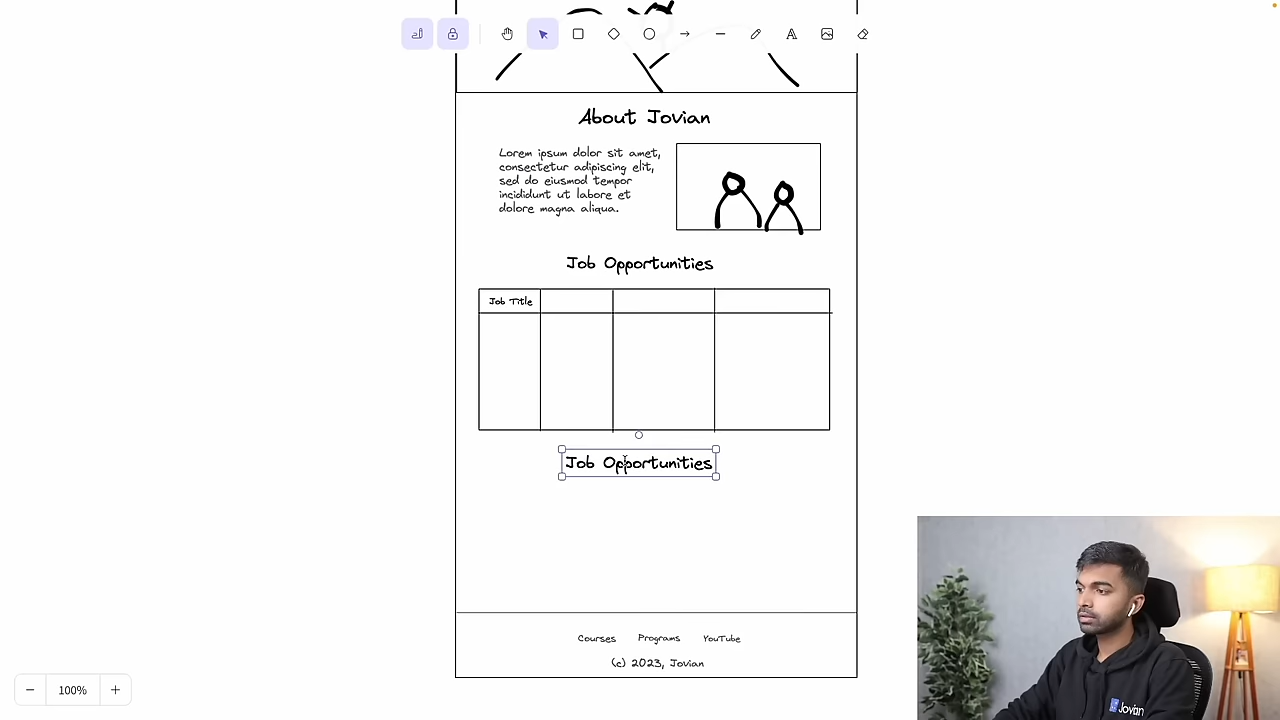 About Jovian
Lorem ipsum dolor sit amet,
consectetur adipiscing elit,
sed do eiusmod tempor
incididunt ut labore et
dolore magna aliqua.
Job Opportunities
Job Title
Job Opportunities
Courses Programs YouTube
(c) 2023, Jovian
100%
Jovian